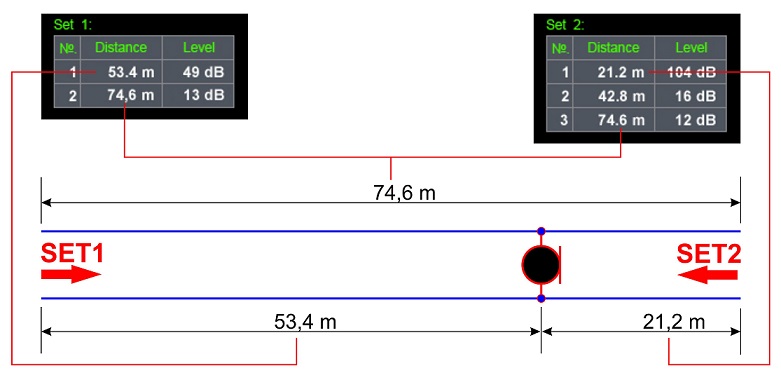 Set 1:
№. Distance Level
1 53.4 m 49 dB
2 74,6 m 13 dB
Set 2:
№. Distance Level
1 21.2 m 104 dB
2 42.8 m 16 dB
3 74.6 m 12 dB
74,6 m
SET1
SET2
53,4 m
21,2 m